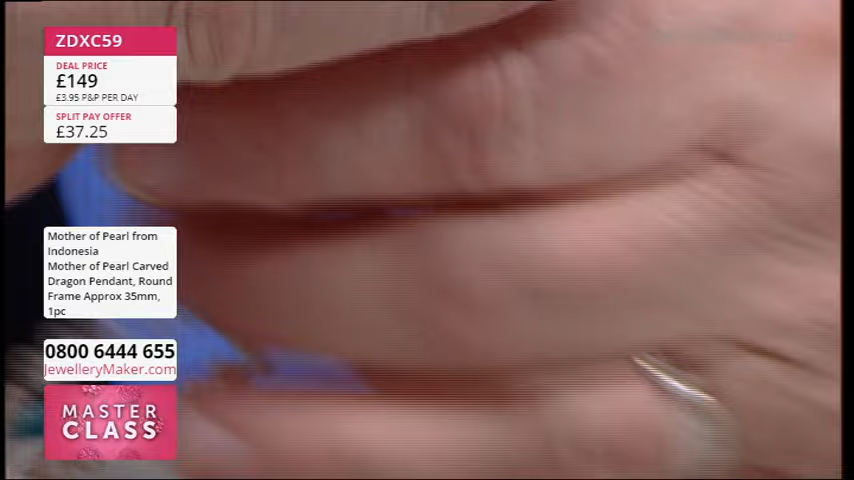 ZDXC59
DEAL PRICE
£149
£3.95 P&P PER DAY
SPLIT PAY OFFER
£37.25
Mother of Pearl from
Indonesia
Mother of Pearl Carved
Dragon Pendant, Round
Frame Approx 35mm,
1pc
0800 6444 655
JewelleryMaker.com
MASTER
CLASS